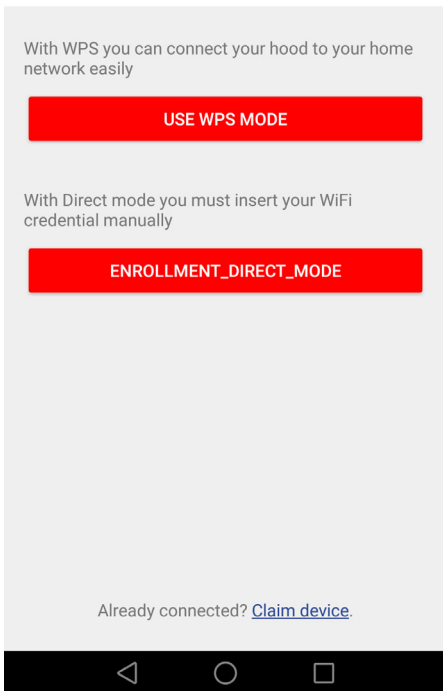 With WPS you can connect your hood to your home
network easily
USE WPS MODE
With Direct mode you must insert your WiFi
credential manually
ENROLLMENT_DIRECT_MODE
Already connected? Claim device.